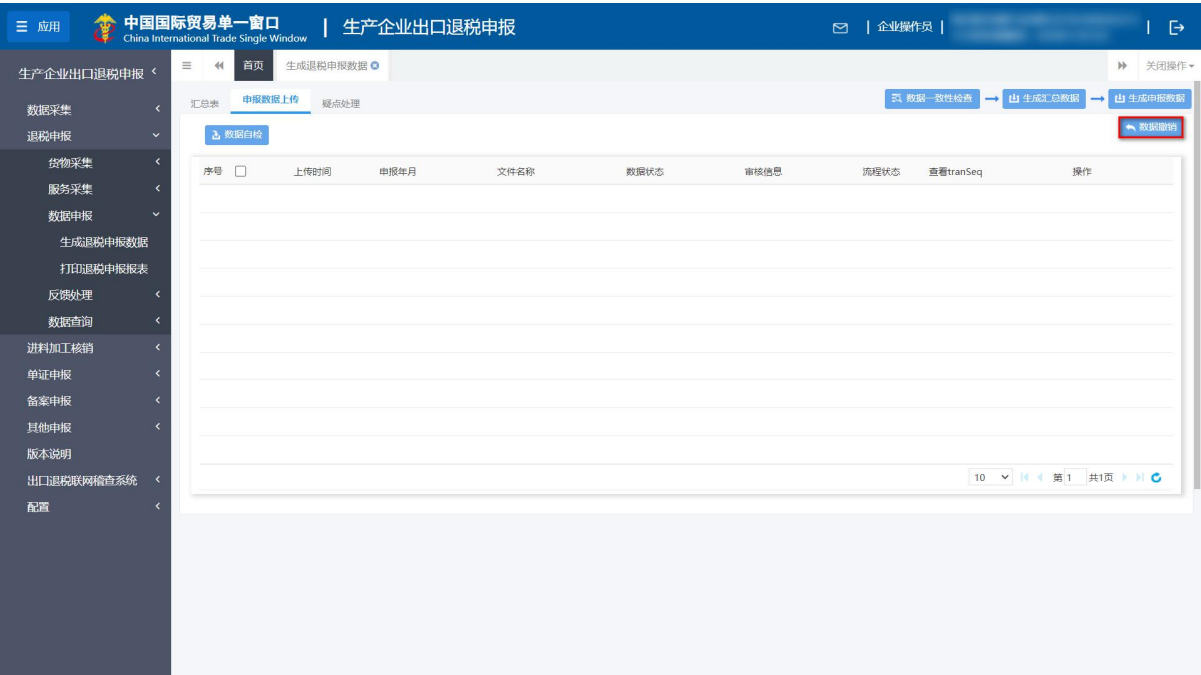 应用
中国国际贸易单一窗口
China International Trade Single Window
生产企业出口退税申报
企业操作员
生产企业出口退税申报
首页
生成退税申报数据
关闭操作
数据采集
退税申报
货物采集
服务采集
数据申报
生成退税申报数据
打印退税申报报表
反馈处理
数据查询
进料加工核销
单证申报
备案申报
其他申报
版本说明
出口退税联网稽查系统
配置
汇总表
申报数据上传
疑点处理
数据一致性检查
生成汇总数据
生成申报数据
数据自检
数据撤销
序号 上传时间 申报年月 文件名称 数据状态 审核信息 流程状态 查看tranSeq 操作
10 第 1 共1页